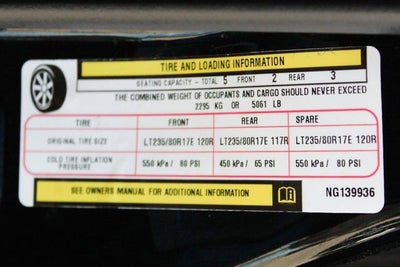 TIRE AND LOADING INFORMATION
SEATING CAPACITY - TOTAL 5 FRONT 2 REAR 3
THE COMBINED WEIGHT OF OCCUPANTS AND CARGO SHOULD NEVER EXCEED
2295 KG OR 5061 LB
TIRE FRONT REAR SPARE
ORIGINAL TIRE SIZE LT235/80R17E 120R LT235/80R17E 117R LT235/80R17E 120R
COLD TIRE INFLATION PRESSURE 550 kPa / 80 PSI 450 kPa / 65 PSI 550 kPa / 80 PSI
SEE OWNERS MANUAL FOR ADDITIONAL INFORMATION NG139936